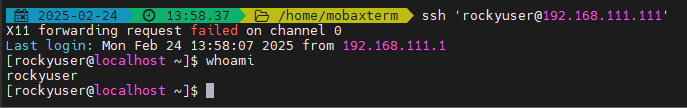 2025-02-24 13:58.37 /home/mobaxterm ssh 'rockyuser@192.168.111.111'
X11 forwarding request failed on channel 0
Last login: Mon Feb 24 13:58:07 2025 from 192.168.111.1
[rockyuser@localhost ~]$ whoami
rockyuser
[rockyuser@localhost ~]$